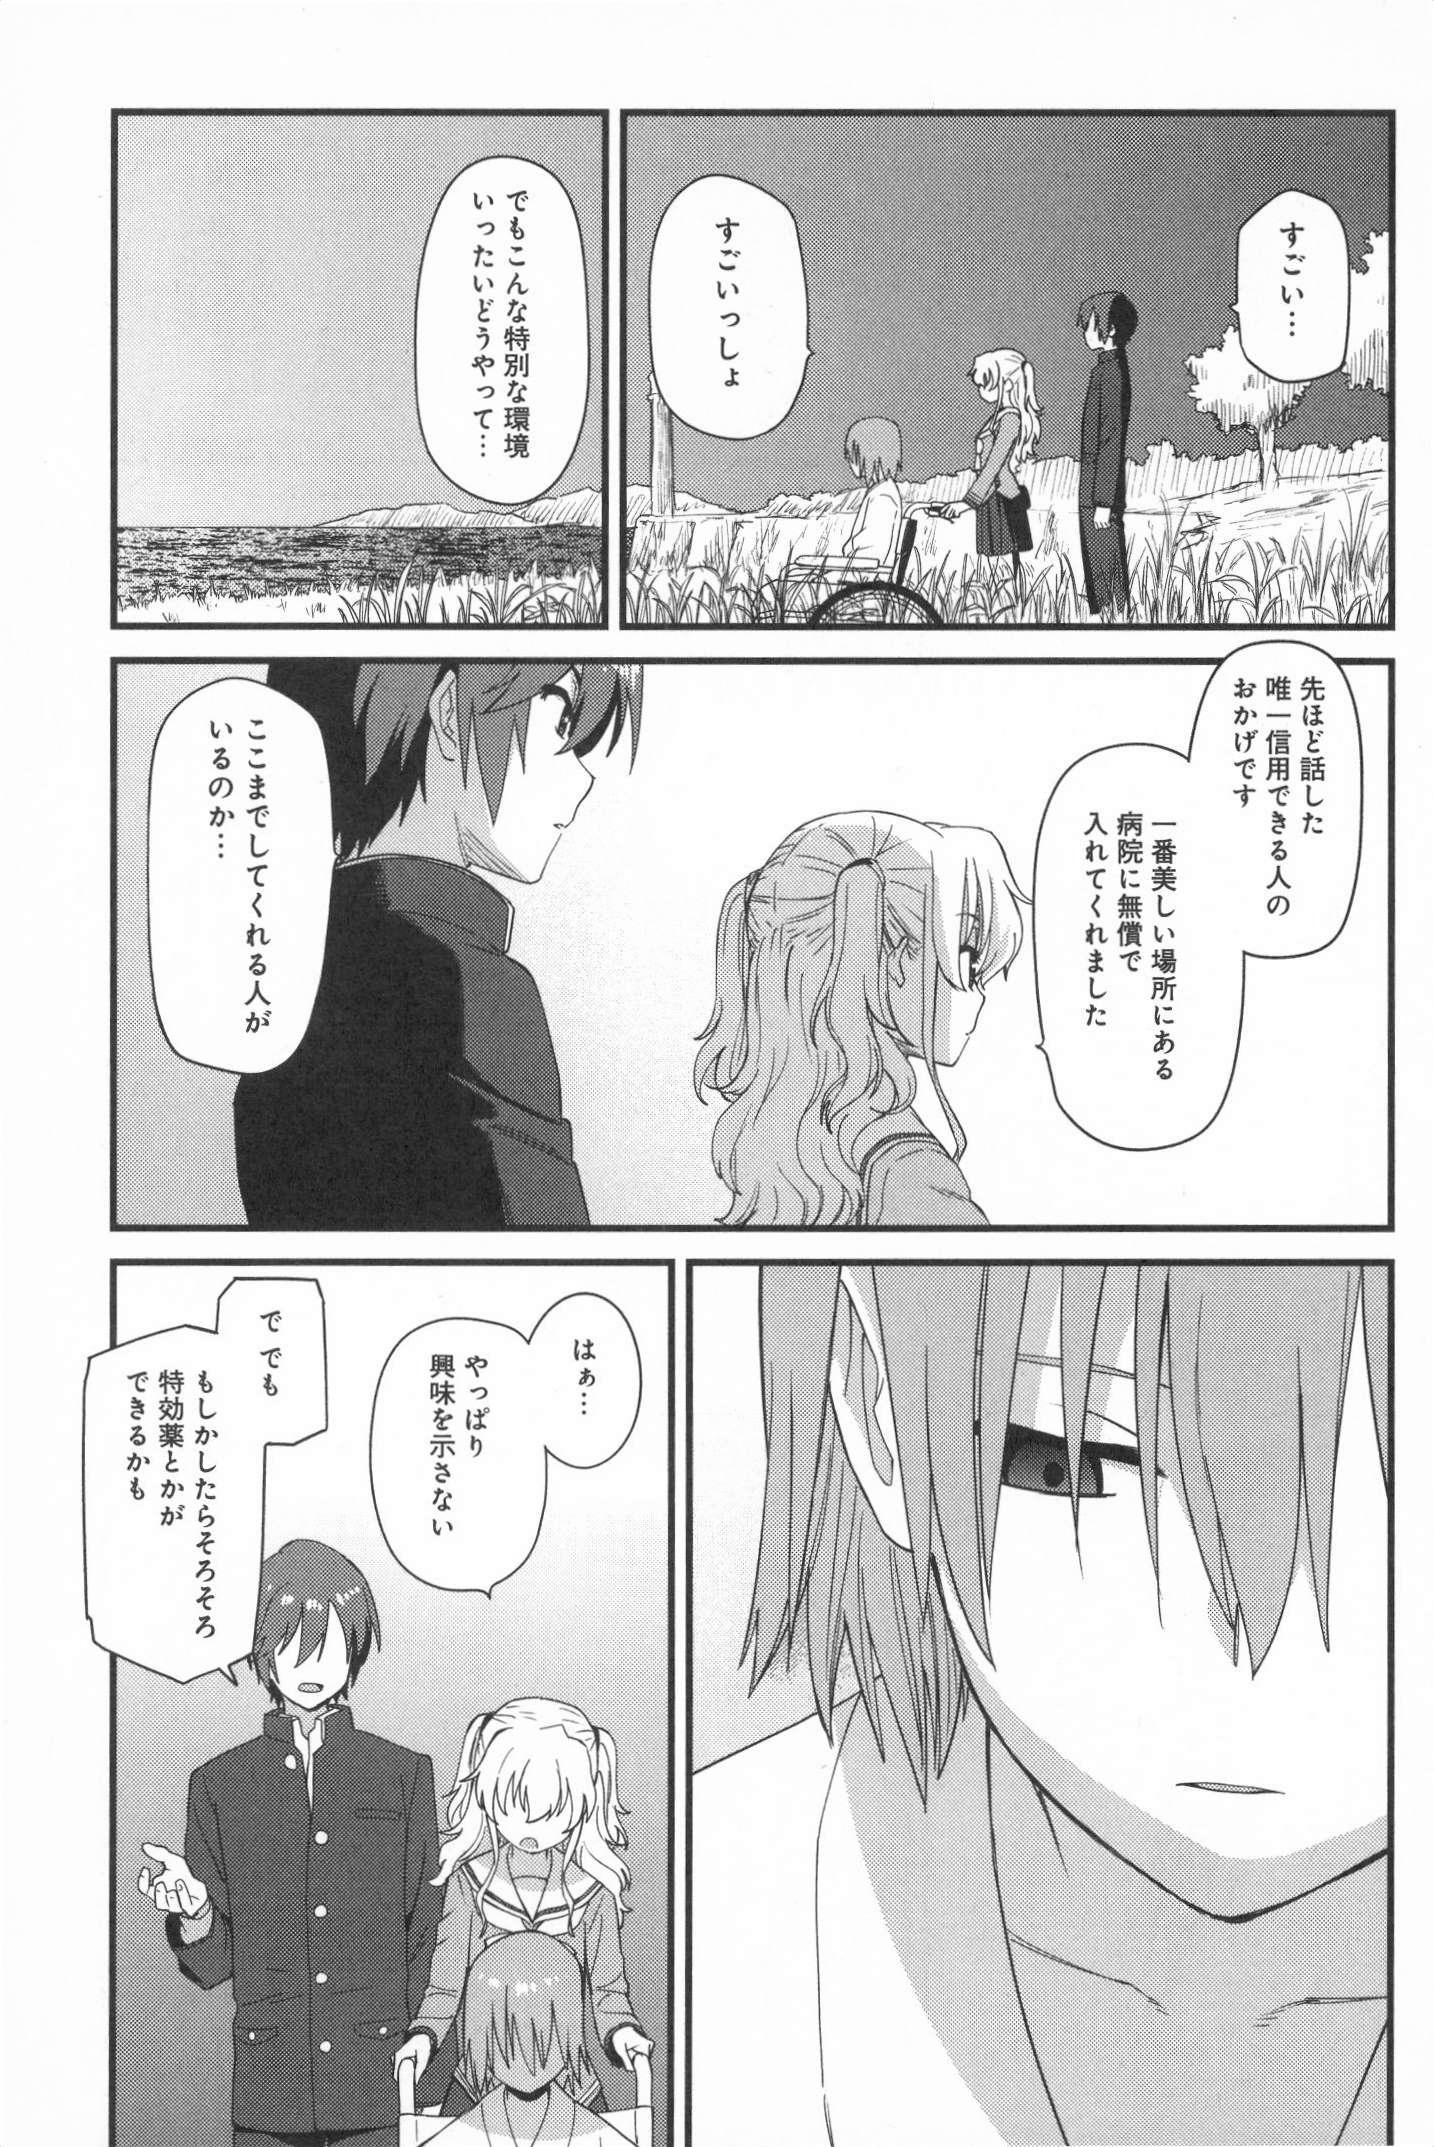 すごい…
すごいっしょ
でもこんな特別な環境
いったいどうやって…
先ほど話した
唯一信用できる人の
おかげです
一番美しい場所にある
病院に無償で
入れてくれました
ここまでしてくれる人が
いるのか…
はぁ…
やっぱり
興味を示さない
ででも
もしかしたらそろそろ
特効薬とかが
できるかも